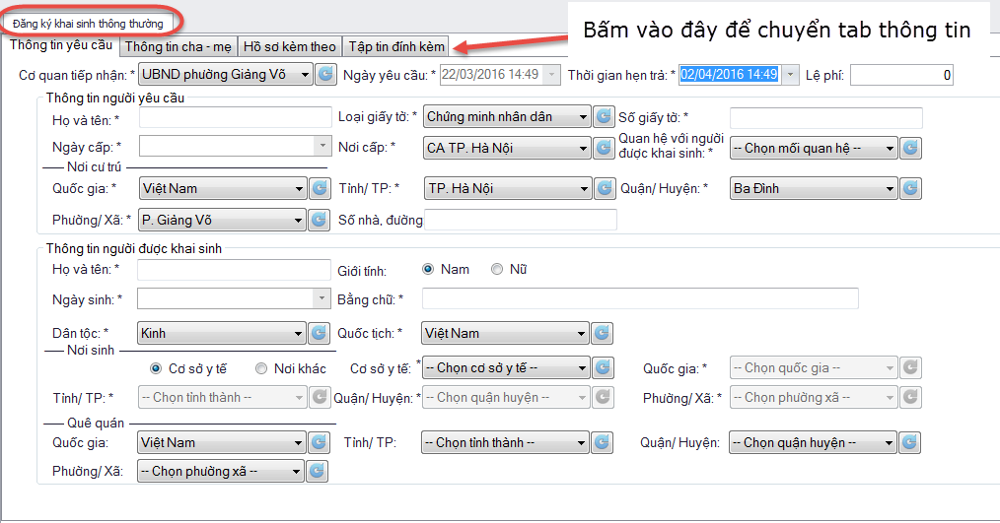 Đăng ký khai sinh thông thường
Bấm vào đây để chuyển tab thông tin
Thông tin yêu cầu Thông tin cha - mẹ Hồ sơ kèm theo Tập tin đính kèm
Cơ quan tiếp nhận: * UBND phường Giảng Võ Ngày yêu cầu: * 22/03/2016 14:49 Thời gian hẹn trả: * 02/04/2016 14:49 Lệ phí: 0
Thông tin người yêu cầu
Họ và tên: * Loại giấy tờ: * Chứng minh nhân dân Số giấy tờ: *
Ngày cấp: * Nơi cấp: * CA TP. Hà Nội Quan hệ với người
được khai sinh: * -- Chọn mối quan hệ --
Nơi cư trú
Quốc gia: * Việt Nam Tỉnh/ TP: * TP. Hà Nội Quận/ Huyện: * Ba Đình
Phường/ Xã: * P. Giảng Võ Số nhà, đường
Thông tin người được khai sinh
Họ và tên: * Giới tính: Nam Nữ
Ngày sinh: * Bằng chữ: *
Dân tộc: * Kinh Quốc tịch: * Việt Nam
Nơi sinh
Cơ sở y tế Nơi khác Cơ sở y tế: * -- Chọn cơ sở y tế -- Quốc gia: * -- Chọn quốc gia --
Tỉnh/ TP: * -- Chọn tỉnh thành -- Quận/ Huyện: * -- Chọn quận huyện -- Phường/ Xã: * -- Chọn phường xã --
Quê quán
Quốc gia: Việt Nam Tỉnh/ TP: -- Chọn tỉnh thành -- Quận/ Huyện: -- Chọn quận huyện --
Phường/ Xã: -- Chọn phường xã --